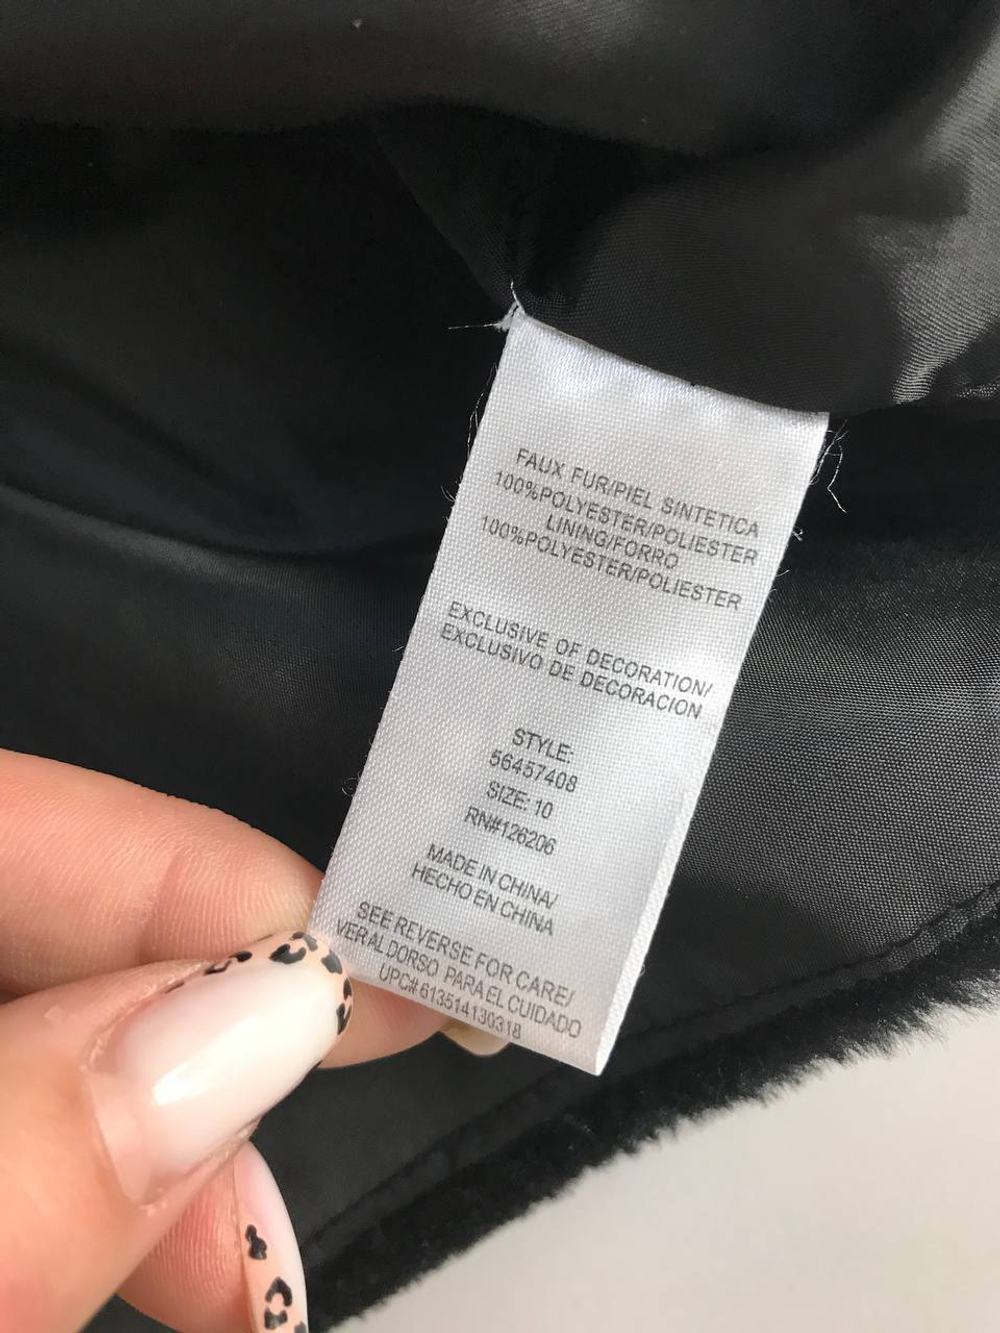 FAUX FUR/PIEL SINTETICA
100%POLYESTER/POLIESTER
LINING/FORRO
100%POLYESTER/POLIESTER
EXCLUSIVE OF DECORATION/
EXCLUSIVO DE DECORACION
STYLE:
56457408
SIZE: 10
RN#126206
MADE IN CHINA/
HECHO EN CHINA
SEE REVERSE FOR CARE/
VER AL DORSO PARA EL CUIDADO
UPC# 613514130318